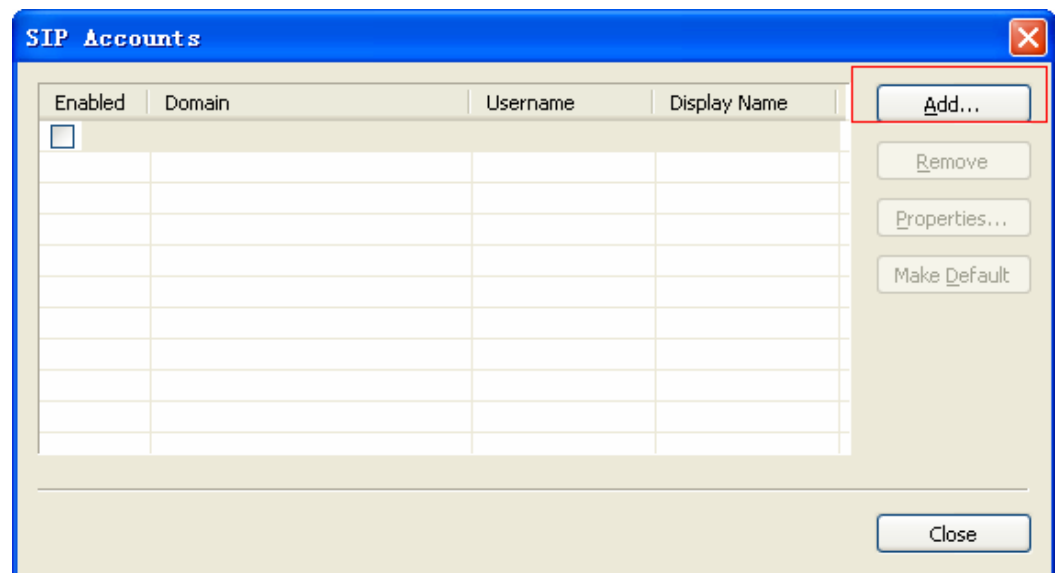 SIP Accounts
Enabled Domain Username Display Name
Add...
Remove
Properties...
Make Default
Close